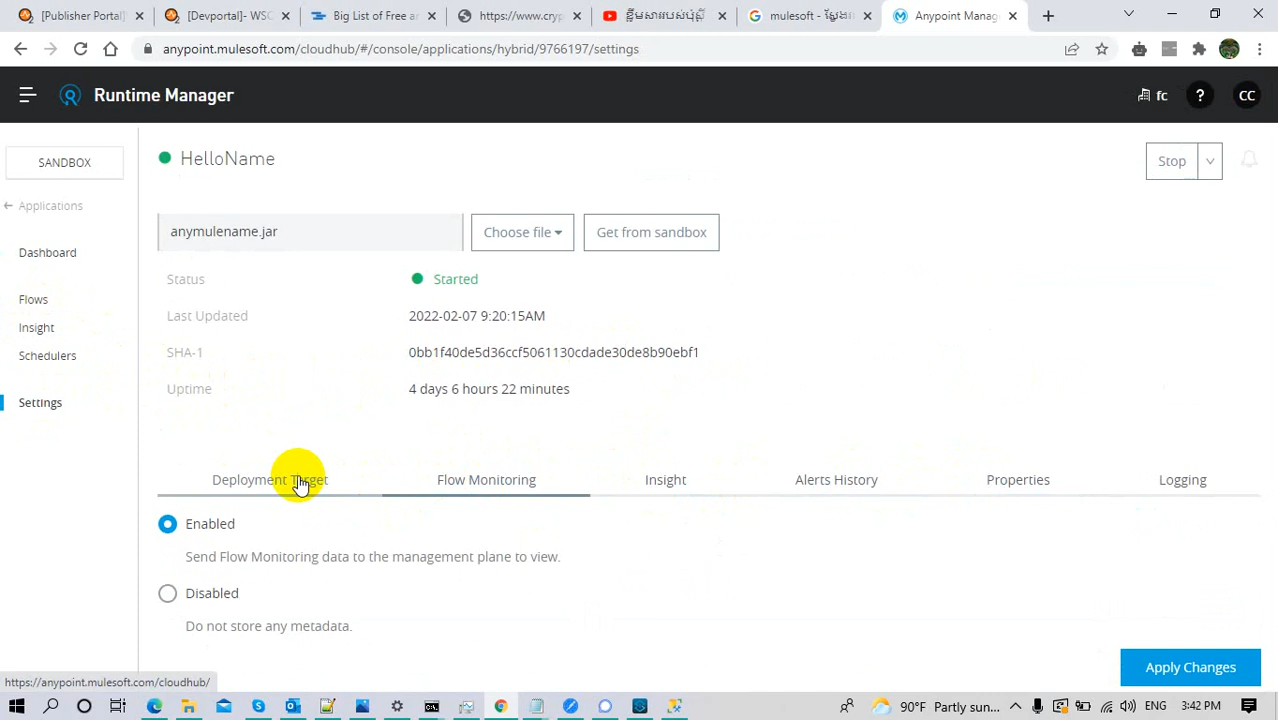 [Publisher Portal]
[Devportal]- WSC
Big List of Free an
https://www.cryp
mulesoft -
Anypoint Manag
anypoint.mulesoft.com/cloudhub/#/console/applications/hybrid/9766197/settings
Runtime Manager
fc
?
CC
SANDBOX
HelloName
Stop
Applications
anymulename.jar
Choose file
Get from sandbox
Dashboard
Status
Started
Flows
Last Updated
2022-02-07 9:20:15AM
Insight
Schedulers
SHA-1
0bb1f40de5d36ccf5061130cdade30de8b90ebf1
Uptime
4 days 6 hours 22 minutes
Settings
Deployment Target
Flow Monitoring
Insight
Alerts History
Properties
Logging
Enabled
Send Flow Monitoring data to the management plane to view.
Disabled
Do not store any metadata.
Apply Changes
https://anypoint.mulesoft.com/cloudhub/
90°F Partly sun...
ENG
3:42 PM